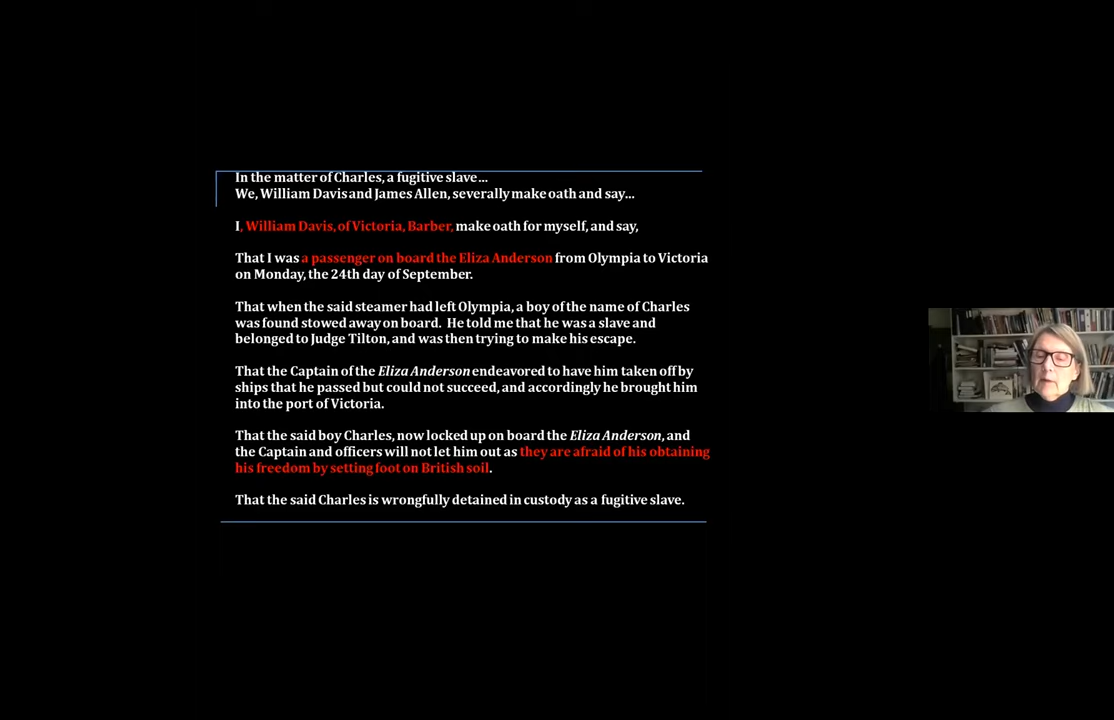 In the matter of Charles, a fugitive slave...
We, William Davis and James Allen, severally make oath and say...
I, William Davis, of Victoria, Barber, make oath for myself, and say,
That I was a passenger on board the Eliza Anderson from Olympia to Victoria
on Monday, the 24th day of September.
That when the said steamer had left Olympia, a boy of the name of Charles
was found stowed away on board. He told me that he was a slave and
belonged to Judge Tilton, and was then trying to make his escape.
That the Captain of the Eliza Anderson endeavored to have him taken off by
ships that he passed but could not succeed, and accordingly he brought him
into the port of Victoria.
That the said boy Charles, now locked up on board the Eliza Anderson, and
the Captain and officers will not let him out as they are afraid of his obtaining
his freedom by setting foot on British soil.
That the said Charles is wrongfully detained in custody as a fugitive slave.